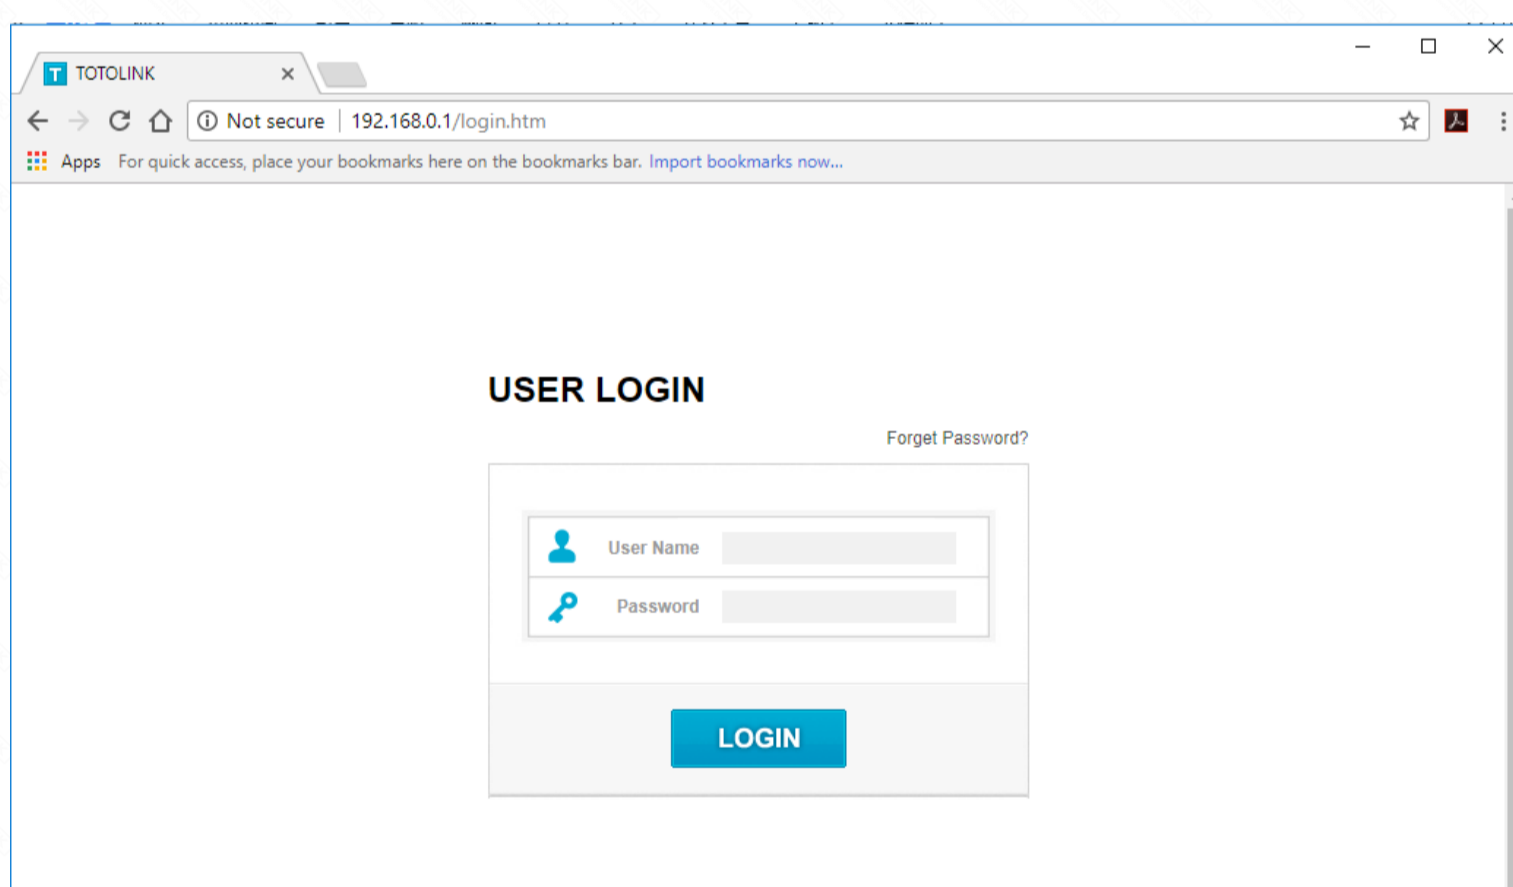 T TOTOLINK
Not secure | 192.168.0.1/login.htm
Apps For quick access, place your bookmarks here on the bookmarks bar. Import bookmarks now...
USER LOGIN
Forget Password?
User Name
Password
LOGIN